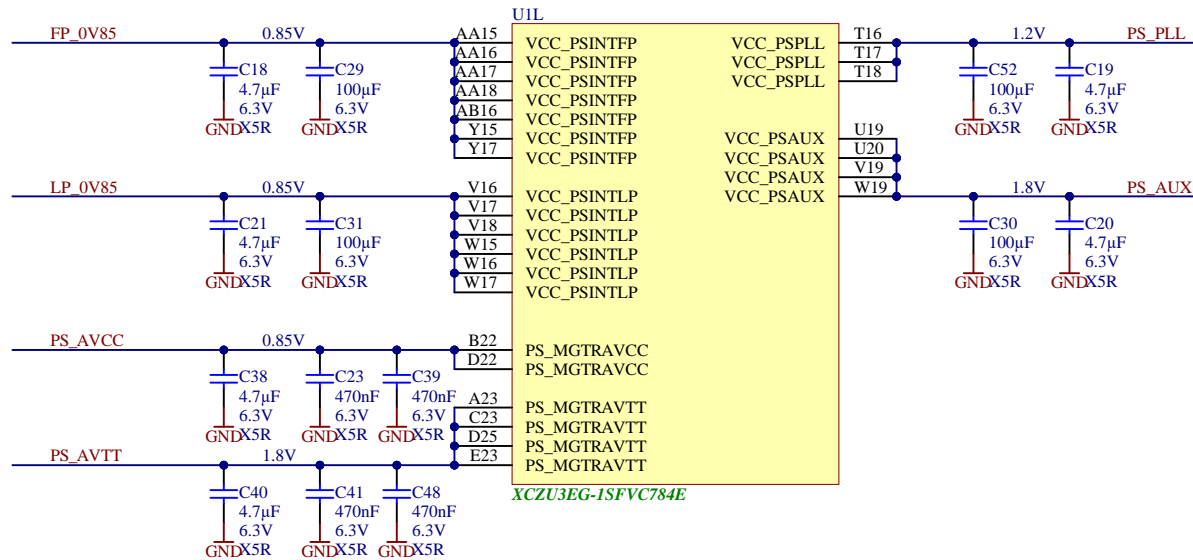 U1L
FP_0V85 0.85V AA15 VCC_PSINTFP VCC_PSPLL T16 1.2V PS_PLL
AA16 VCC_PSINTFP VCC_PSPLL T17
C18 C29 AA17 VCC_PSINTFP VCC_PSPLL T18 C52 C19
4.7µF 100µF AA18 VCC_PSINTFP 100µF 4.7µF
6.3V 6.3V AB16 VCC_PSINTFP 6.3V 6.3V
GND X5R GND X5R Y15 VCC_PSINTFP VCC_PSAUX U19 GND X5R GND X5R
Y17 VCC_PSINTFP VCC_PSAUX U20
VCC_PSAUX V19
LP_0V85 0.85V V16 VCC_PSINTLP VCC_PSAUX W19 1.8V PS_AUX
V17 VCC_PSINTLP
C21 C31 V18 VCC_PSINTLP C30 C20
4.7µF 100µF W15 VCC_PSINTLP 100µF 4.7µF
6.3V 6.3V W16 VCC_PSINTLP 6.3V 6.3V
GND X5R GND X5R W17 VCC_PSINTLP GND X5R GND X5R
PS_AVCC 0.85V B22 PS_MGTRAVCC
D22 PS_MGTRAVCC
C38 C23 C39
4.7µF 470nF 470nF A23 PS_MGTRAVTT
6.3V 6.3V 6.3V C23 PS_MGTRAVTT
GND X5R GND X5R GND X5R D25 PS_MGTRAVTT
PS_AVTT 1.8V E23 PS_MGTRAVTT
C40 C41 C48 XCZU3EG-1SFVC784E
4.7µF 470nF 470nF
6.3V 6.3V 6.3V
GND X5R GND X5R GND X5R